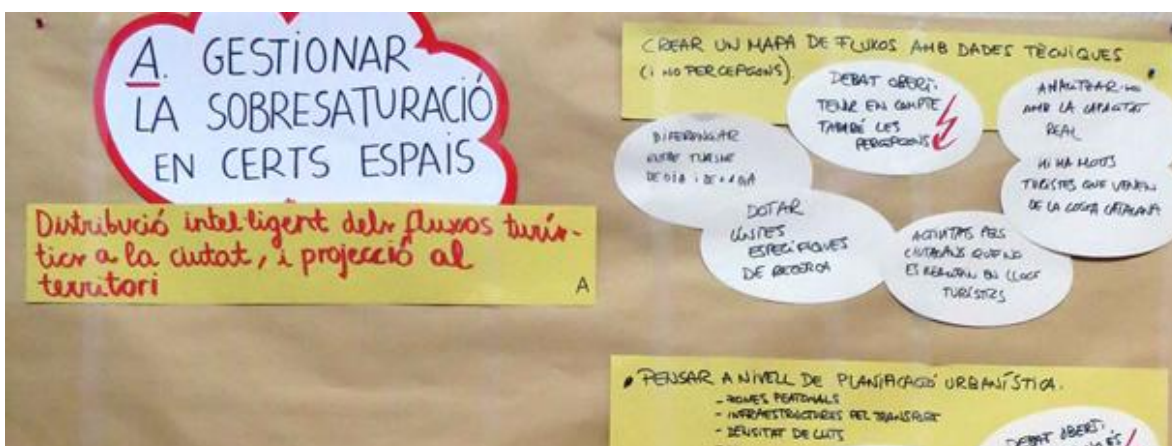 A. GESTIONAR
LA SOBRESATURACIÓ
EN CERTS ESPAIS
Distribució intel·ligent dels fluxos turís-
tics a la ciutat, i projecció al
territori
A
CREAR UN MAPA DE FLUXOS AMB DADES TÈCNIQUES
(i NO PERCEPCIONS).
DEBAT OBERT:
TENIR EN COMPTE
TAMBÉ LES
PERCEPCIONS
ANALITZAR-HO
AMB LA CAPACITAT
REAL
DIFERENCIAR
ENTRE TURISME
DE DIA i DE
HI HA MOLTS
TURISTES QUE VENEN
DE LA COSTA CATALANA
DOTAR
LÍNIES
ESPECÍFIQUES
DE RECERCA
ACTIVITATS PELS
CIUTADANS QUE NO
ES REALITZIN EN LLOCS
TURÍSTICS
• PENSAR A NIVELL DE PLANIFICACIÓ URBANÍSTICA.
- ZONES PEATONALS
- INFRAESTRUCTURES PEL TRANSPORT
- DENSITAT DE LLITS
DEBAT OBERT:
ÉS